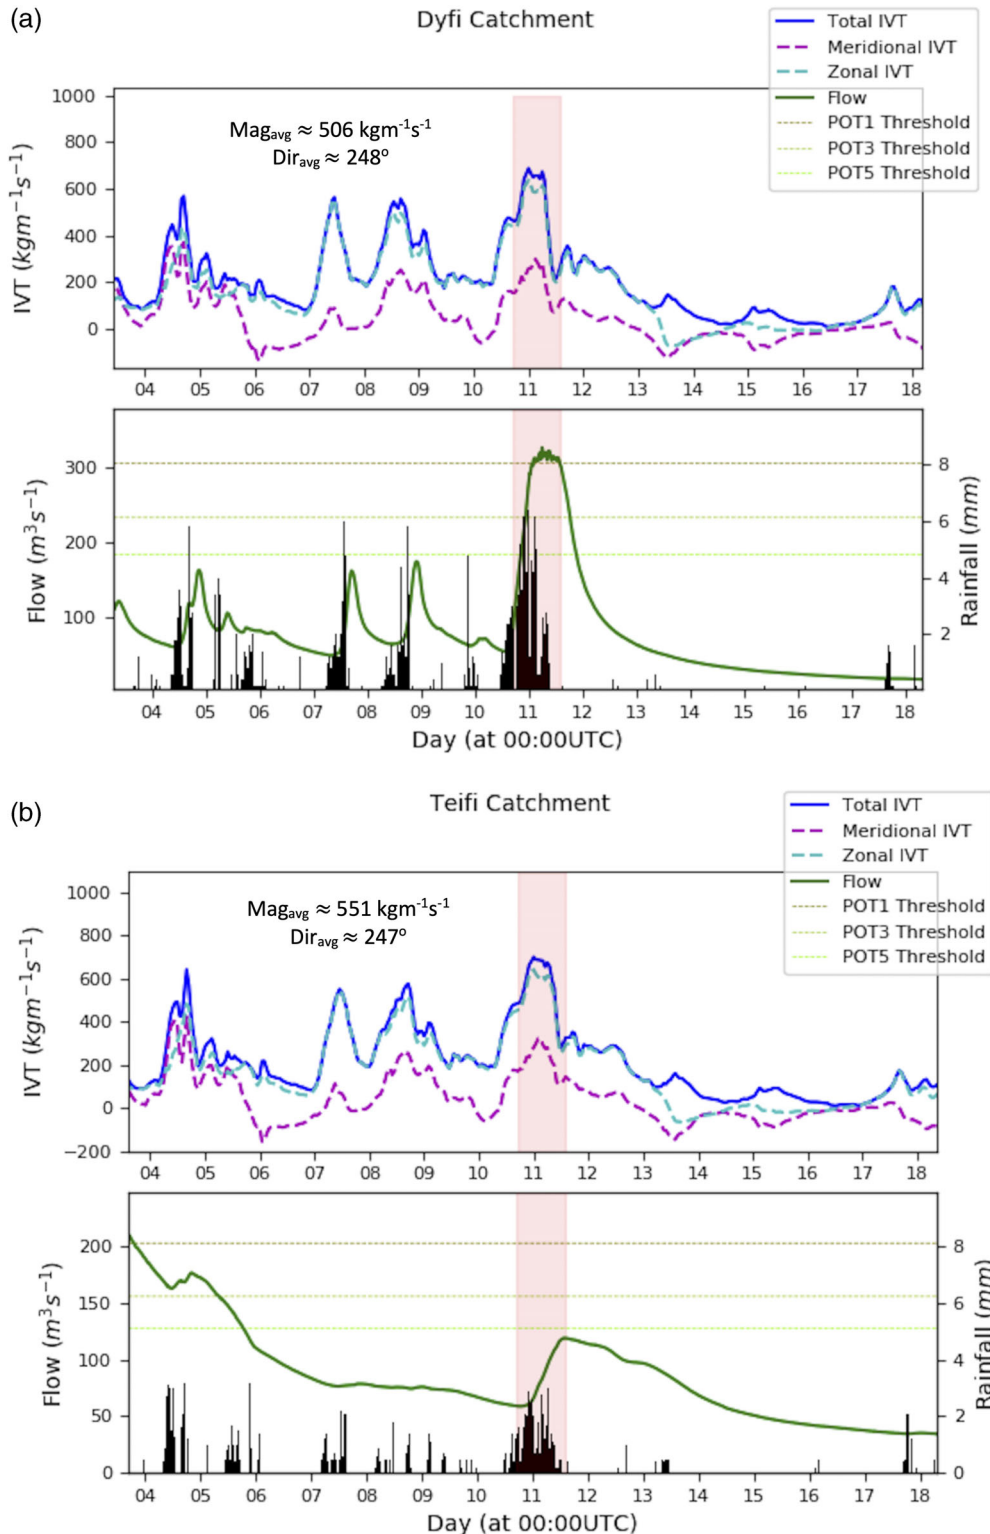 (a)
Dyfi Catchment
Total IVT
Meridional IVT
Zonal IVT
Flow
POT1 Threshold
POT3 Threshold
POT5 Threshold
Mag_avg ≈ 506 kgm⁻¹s⁻¹
Dir_avg ≈ 248°
IVT (kgm⁻¹s⁻¹)
1000
800
600
400
200
0
04 05 06 07 08 09 10 11 12 13 14 15 16 17 18
Flow (m³s⁻¹)
300
200
100
8
6
4
2
Rainfall (mm)
04 05 06 07 08 09 10 11 12 13 14 15 16 17 18
Day (at 00:00UTC)
(b)
Teifi Catchment
Total IVT
Meridional IVT
Zonal IVT
Flow
POT1 Threshold
POT3 Threshold
POT5 Threshold
Mag_avg ≈ 551 kgm⁻¹s⁻¹
Dir_avg ≈ 247°
IVT (kgm⁻¹s⁻¹)
1000
800
600
400
200
0
−200
04 05 06 07 08 09 10 11 12 13 14 15 16 17 18
Flow (m³s⁻¹)
200
150
100
50
0
8
6
4
2
0
Rainfall (mm)
04 05 06 07 08 09 10 11 12 13 14 15 16 17 18
Day (at 00:00UTC)